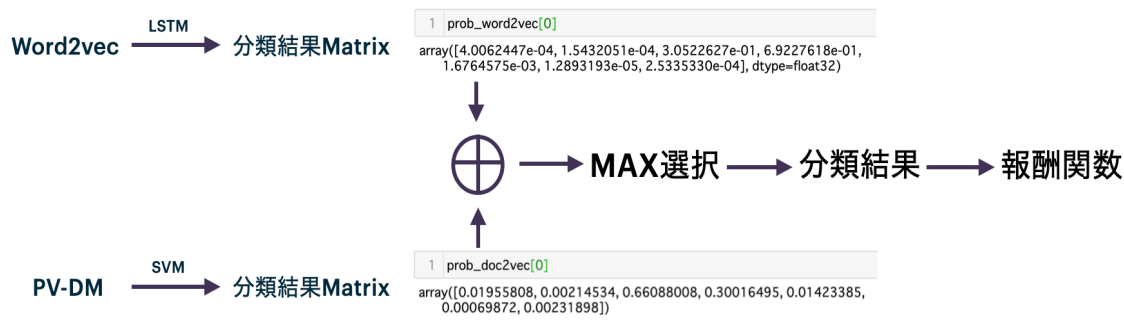 1 prob_word2vec[0]
LSTM
Word2vec 分類結果Matrix
array([4.0062447e-04, 1.5432051e-04, 3.0522627e-01, 6.9227618e-01,
1.6764575e-03, 1.2893193e-05, 2.5335330e-04], dtype=float32)
MAX選択 分類結果 報酬関数
1 prob_doc2vec[0]
SVM
PV-DM 分類結果Matrix
array([0.01955808, 0.00214534, 0.66088008, 0.30016495, 0.01423385,
0.00069872, 0.00231898])